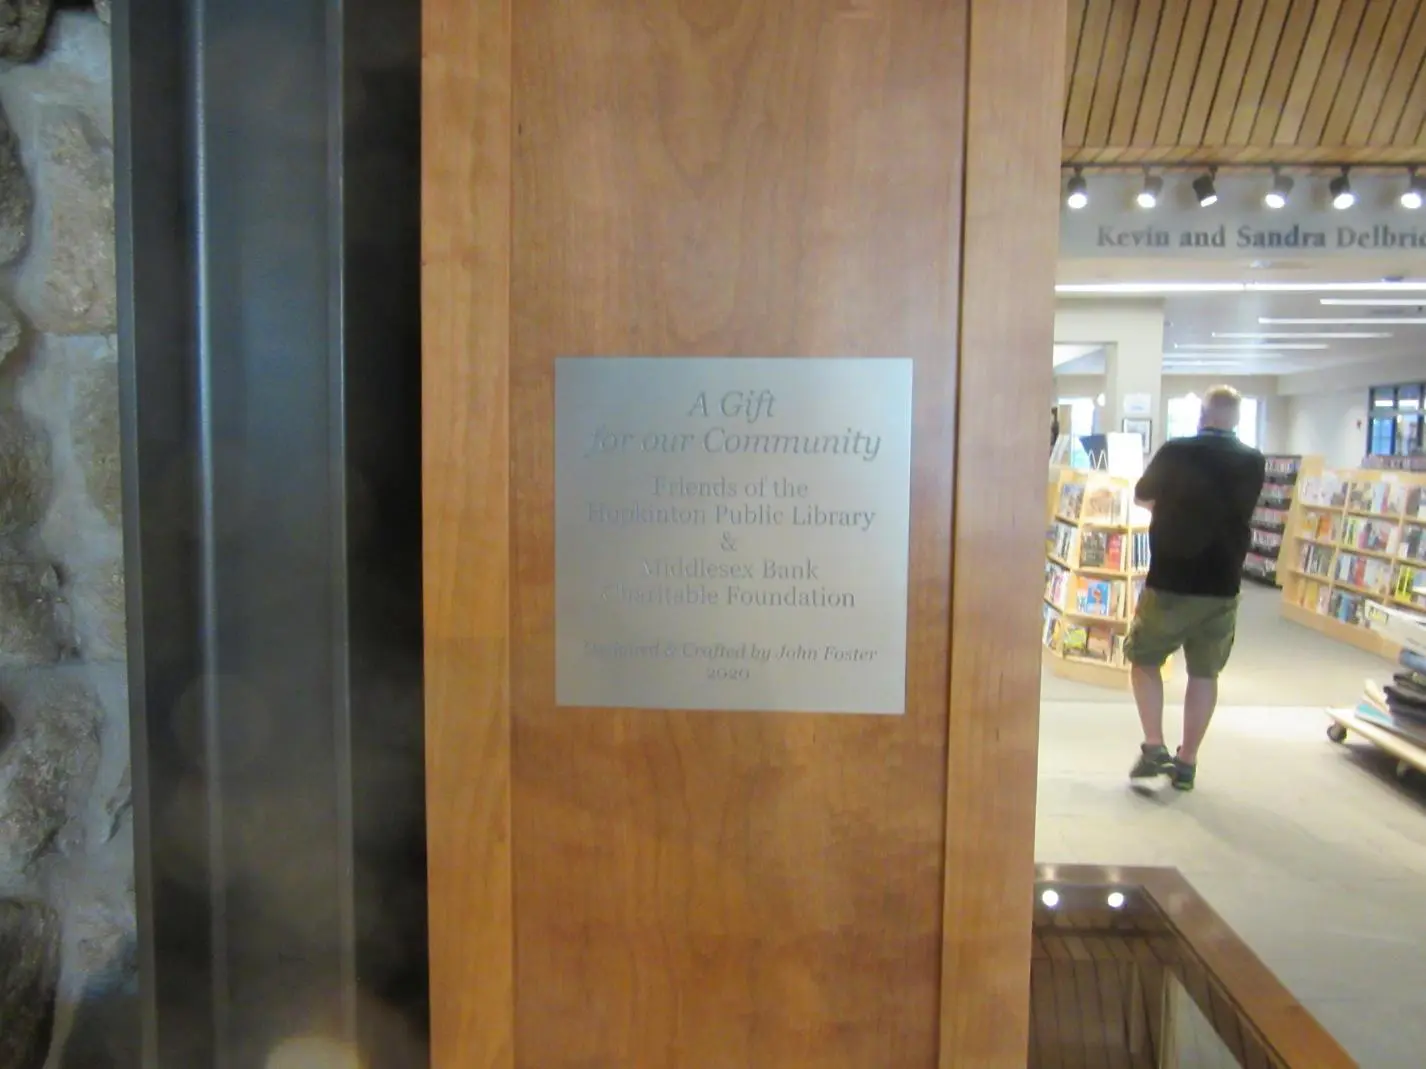 A Gift
for our Community
Friends of the
Hopkinton Public Library
&
Middlesex Bank
Charitable Foundation
Designed & Crafted by John Foster
2020
Kevin and Sandra Delbri